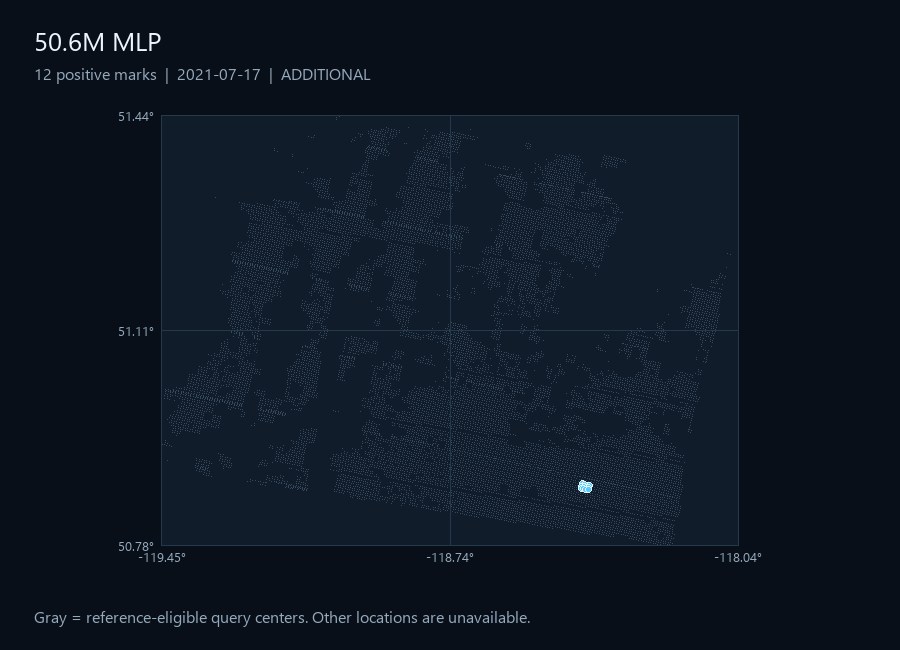 50.6M MLP
12 positive marks | 2021-07-17 | ADDITIONAL
51.44°
51.11°
50.78°
-119.45°
-118.74°
-118.04°
Gray = reference-eligible query centers. Other locations are unavailable.